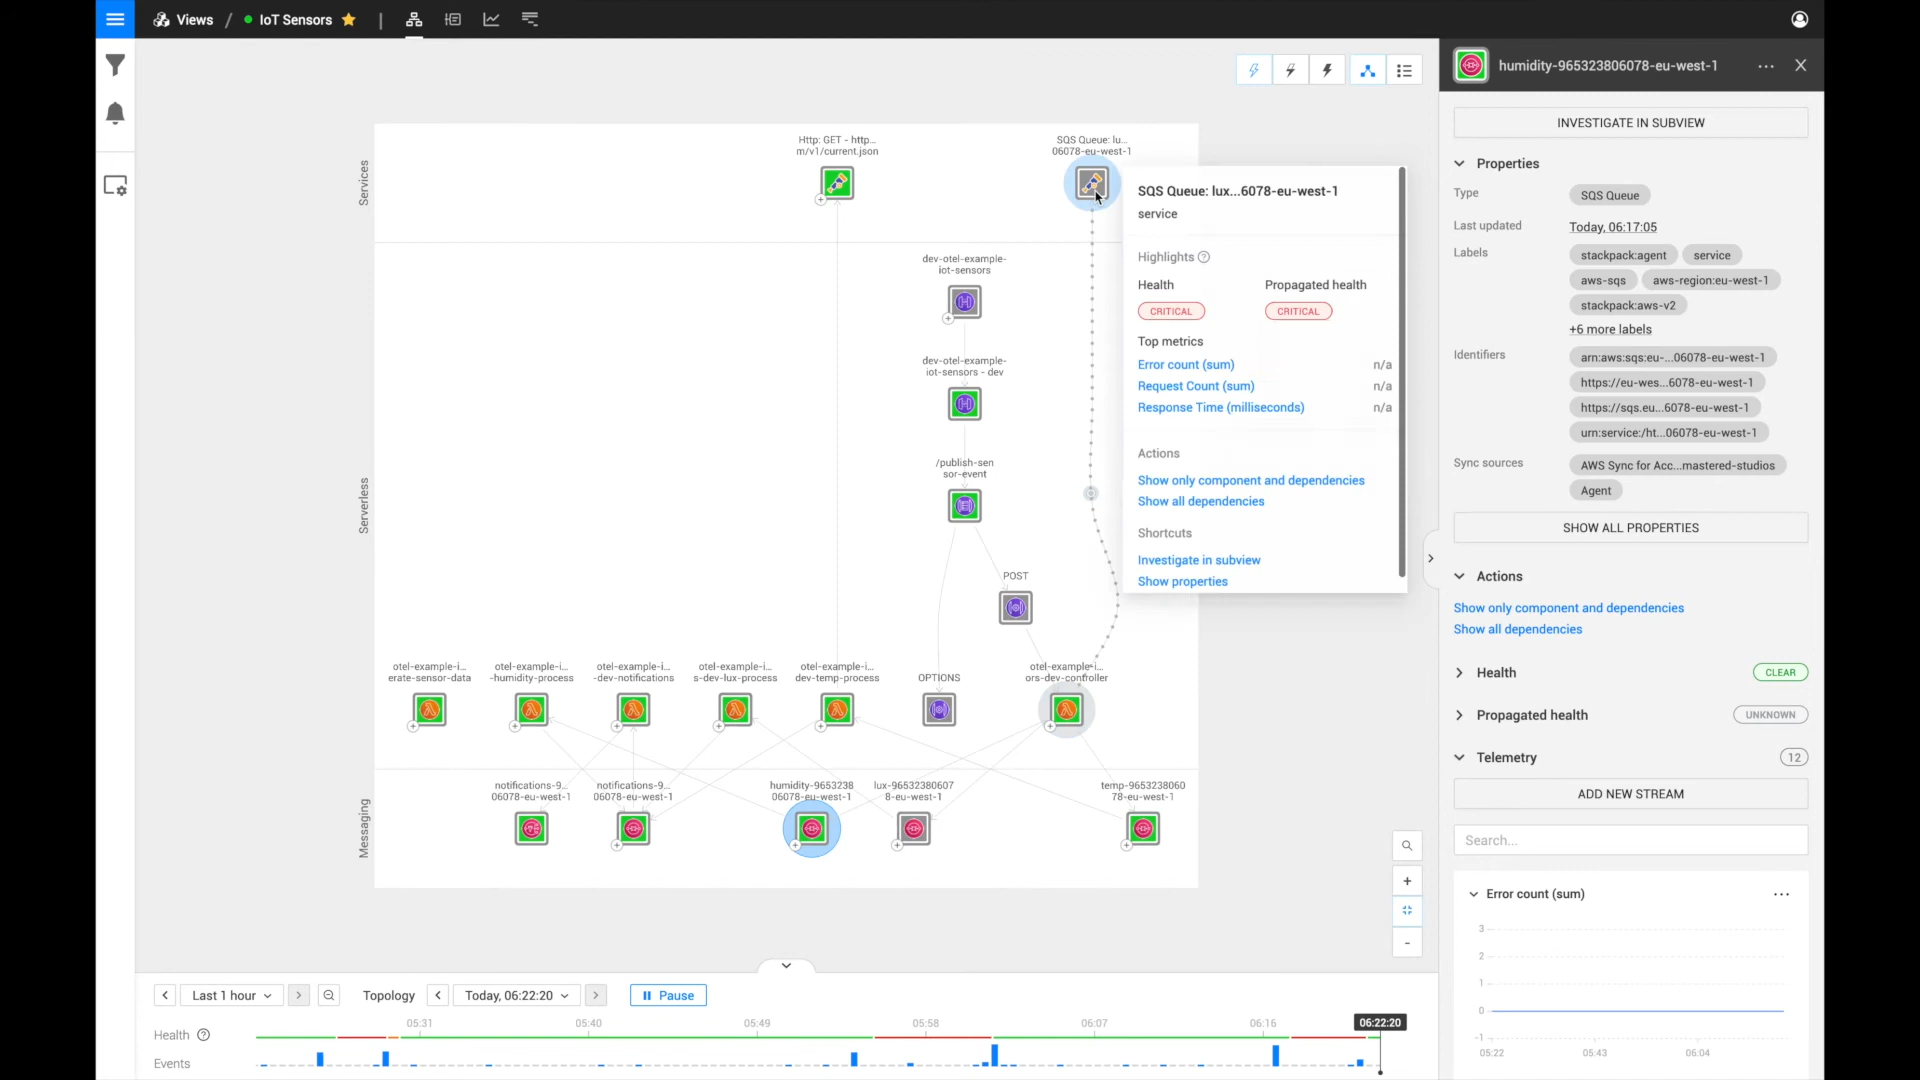 Views / IoT Sensors
humidity-965323806078-eu-west-1
INVESTIGATE IN SUBVIEW
Properties
Type SQS Queue
Last updated Today, 06:17:05
Labels stackpack:agent service
aws-sqs aws-region:eu-west-1
stackpack:aws-v2
+6 more labels
Identifiers arn:aws:sqs:eu-...06078-eu-west-1
https://eu-wes...6078-eu-west-1
https://sqs.eu...6078-eu-west-1
urn:service:/ht...06078-eu-west-1
Sync sources AWS Sync for Acc...mastered-studios
Agent
SHOW ALL PROPERTIES
Actions
Show only component and dependencies
Show all dependencies
Health CLEAR
Propagated health UNKNOWN
Telemetry 12
ADD NEW STREAM
Search...
Error count (sum)
3
2
1
0
-1
05:22 05:43 06:04
Services
Serverless
Messaging
Http: GET - http...
m/v1/current.json
SQS Queue: lu...
06078-eu-west-1
dev-otel-example-
iot-sensors
dev-otel-example-
iot-sensors - dev
/publish-sen
sor-event
POST
otel-example-i...
erate-sensor-data
otel-example-i...
-humidity-process
otel-example-i...
-dev-notifications
otel-example-i...
s-dev-lux-process
otel-example-i...
dev-temp-process
OPTIONS
otel-example-i...
ors-dev-controller
notifications-9...
06078-eu-west-1
notifications-9...
06078-eu-west-1
humidity-9653238
06078-eu-west-1
lux-96532380607
8-eu-west-1
temp-9653238060
78-eu-west-1
SQS Queue: lux...6078-eu-west-1
service
Highlights
Health Propagated health
CRITICAL CRITICAL
Top metrics
Error count (sum) n/a
Request Count (sum) n/a
Response Time (milliseconds) n/a
Actions
Show only component and dependencies
Show all dependencies
Shortcuts
Investigate in subview
Show properties
Last 1 hour Topology Today, 06:22:20 Pause
05:31 05:40 05:49 05:58 06:07 06:16 06:22:20
Health
Events